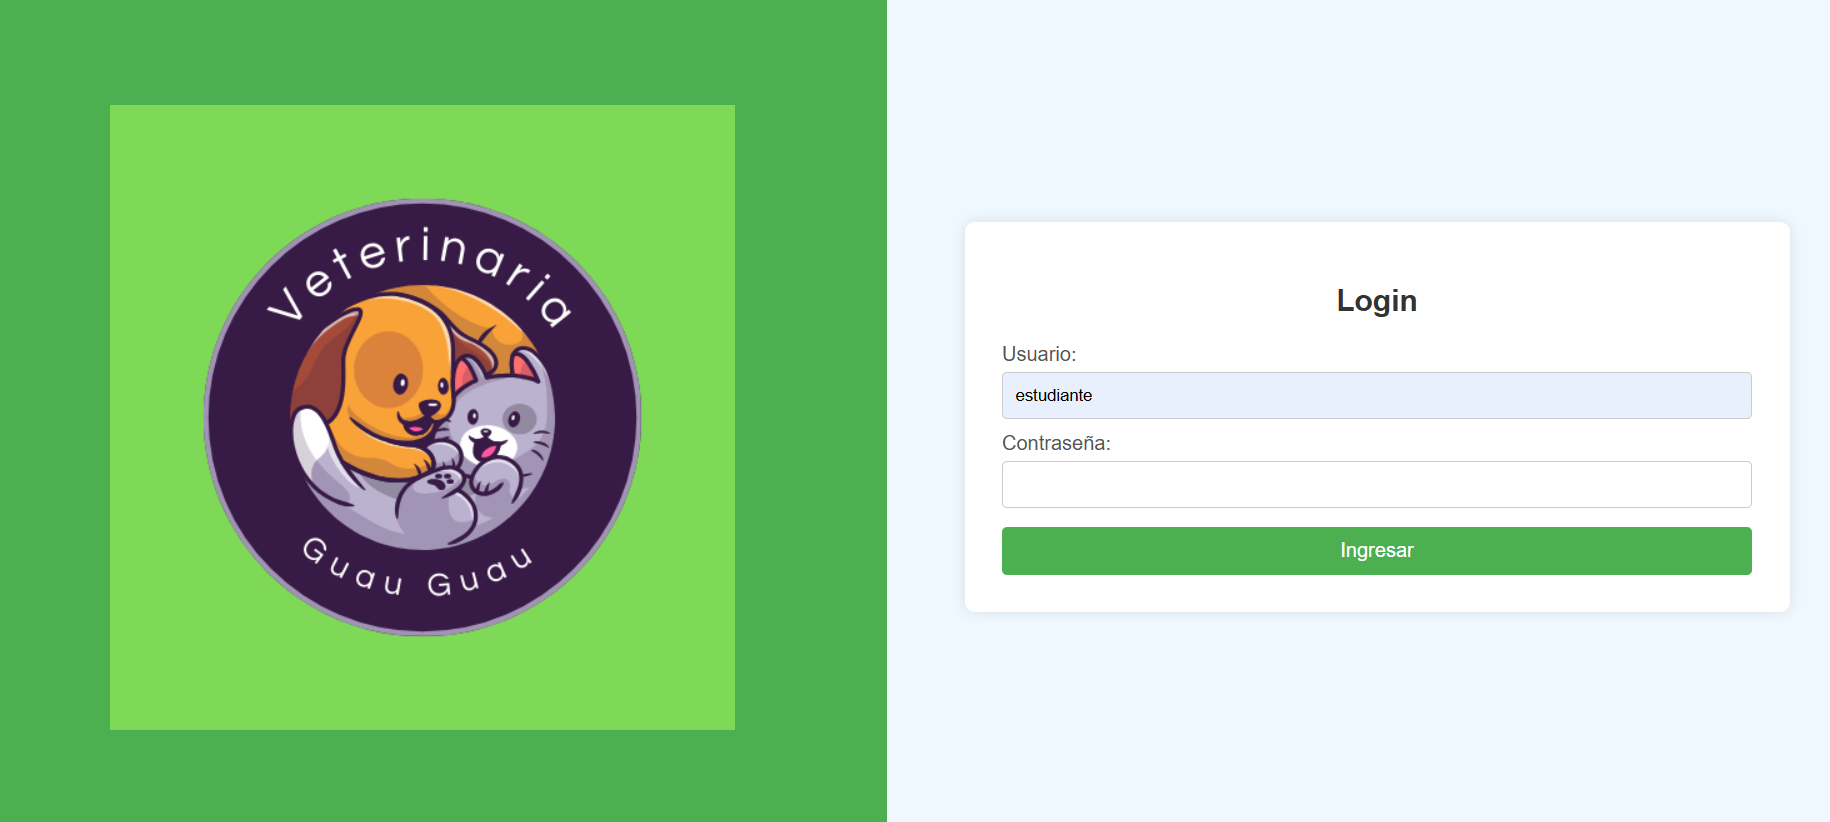 Veterinaria
Guau Guau
Login
Usuario:
estudiante
Contraseña:
Ingresar